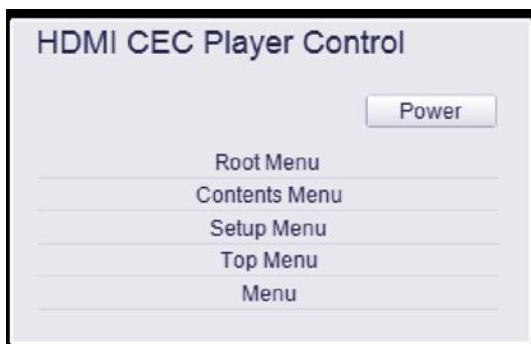 HDMI CEC Player Control
Power
Root Menu
Contents Menu
Setup Menu
Top Menu
Menu